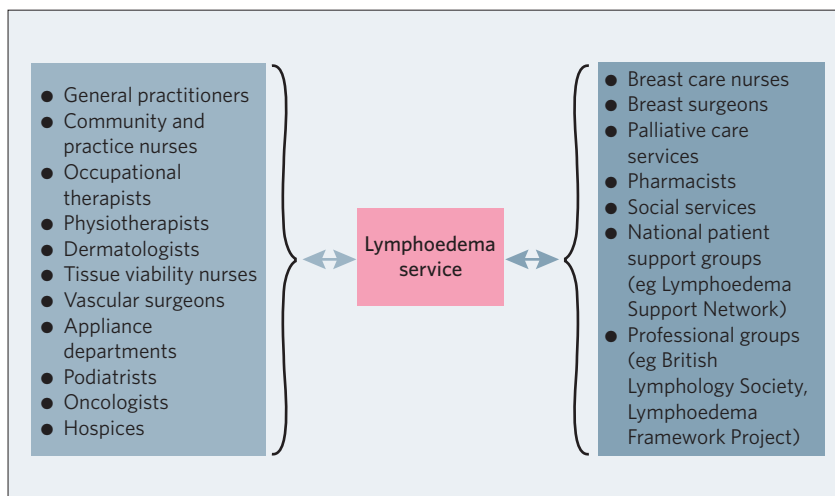 ● General practitioners
● Community and
practice nurses
● Occupational
therapists
● Physiotherapists
● Dermatologists
● Tissue viability nurses
● Vascular surgeons
● Appliance
departments
● Podiatrists
● Oncologists
● Hospices
Lymphoedema
service
● Breast care nurses
● Breast surgeons
● Palliative care
services
● Pharmacists
● Social services
● National patient
support groups
(eg Lymphoedema
Support Network)
● Professional groups
(eg British
Lymphology Society,
Lymphoedema
Framework Project)